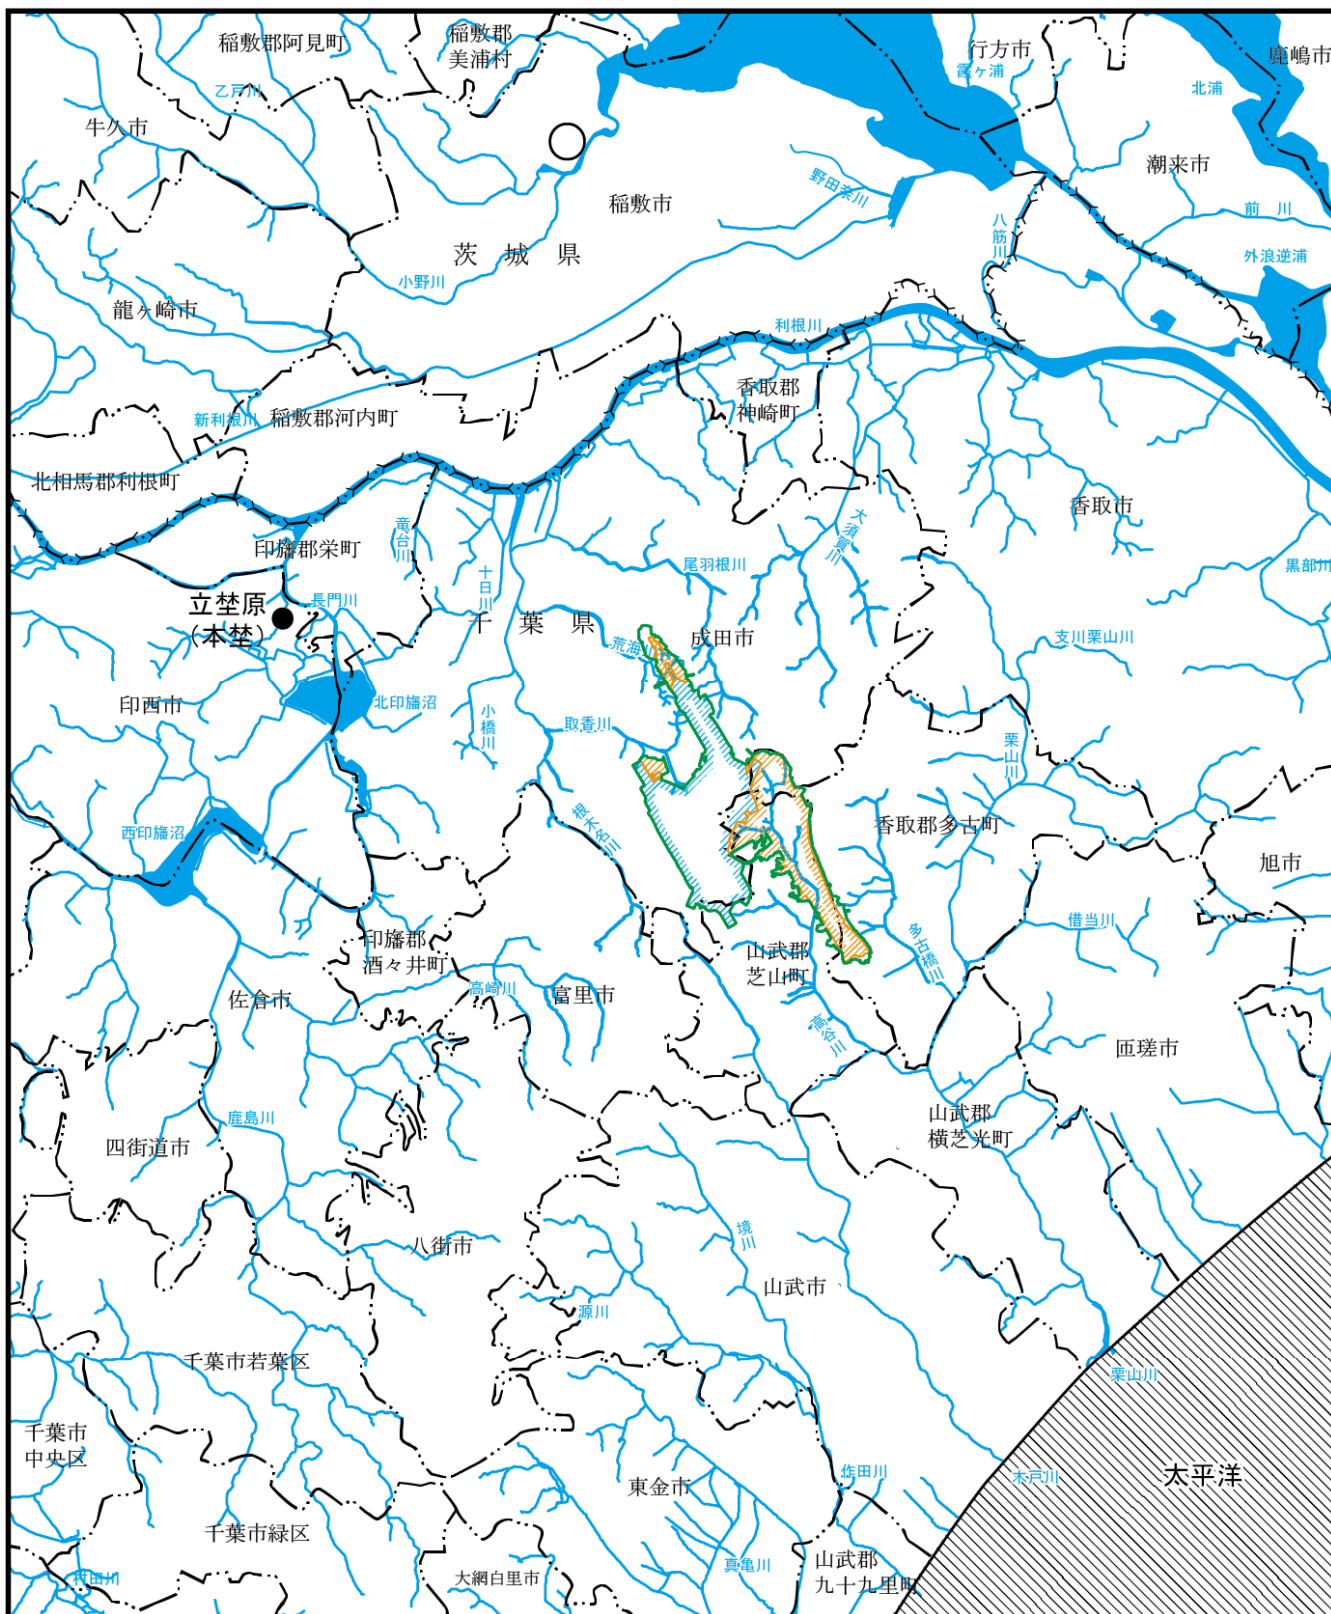 稲敷郡阿見町
稲敷郡
美浦村
行方市
霞ヶ浦
鹿嶋市
北浦
乙戸川
牛久市
潮来市
野田奈川
稲敷市
前 川
八筋川
茨 城 県
外浪逆浦
小野川
龍ヶ崎市
利根川
香取郡
神崎町
新利根川
稲敷郡河内町
北相馬郡利根町
香取市
大須賀川
竜台川
印旛郡栄町
尾羽根川
黒部川
十日川
立埜原
(本埜)
長門川
千 葉 県
成田市
荒海
支川栗山川
印西市
北印旛沼
小橋川
取香川
栗山川
根木名川
香取郡多古町
西印旛沼
旭市
借当川
印旛郡
酒々井町
山武郡
芝山町
多古橋川
佐倉市
高崎川
富里市
高谷川
匝瑳市
鹿島川
山武郡
横芝光町
四街道市
境川
八街市
山武市
源川
千葉市若葉区
栗山川
千葉市
中央区
東金市
作田川
木戸川
太平洋
千葉市緑区
山武郡
九十九里町
真亀川
大網白里市
村田川